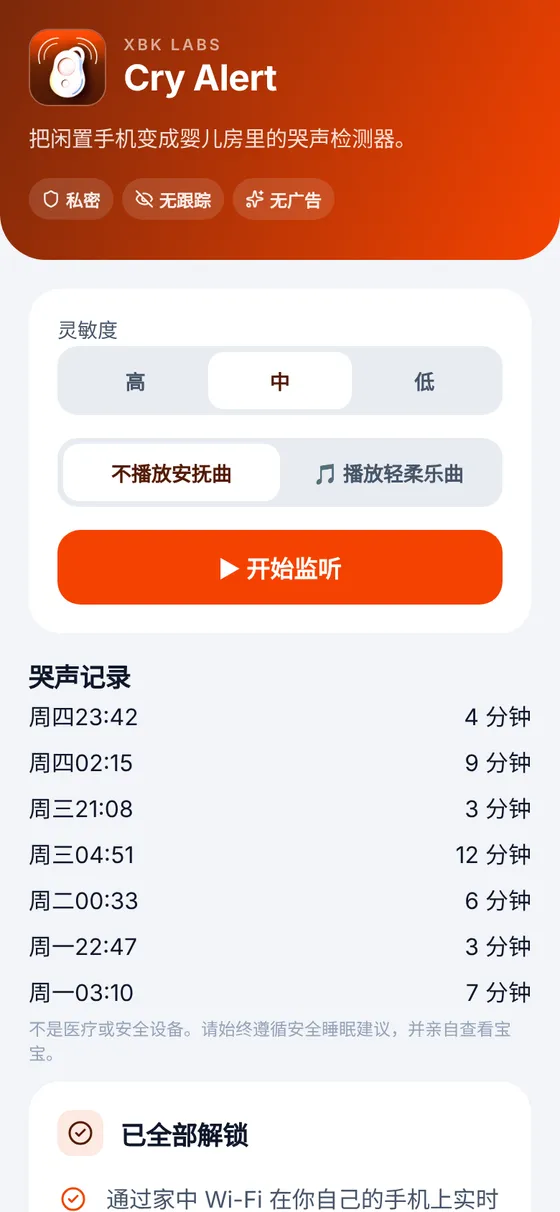 XBK LABS
Cry Alert
把闲置手机变成婴儿房里的哭声检测器。
私密 无跟踪 无广告
灵敏度
高 中 低
不播放安抚曲 🎵 播放轻柔乐曲
▶ 开始监听
哭声记录
周四23:42 4 分钟
周四02:15 9 分钟
周三21:08 3 分钟
周三04:51 12 分钟
周二00:33 6 分钟
周一22:47 3 分钟
周一03:10 7 分钟
不是医疗或安全设备。请始终遵循安全睡眠建议，并亲自查看宝
宝。
已全部解锁
通过家中 Wi-Fi 在你自己的手机上实时